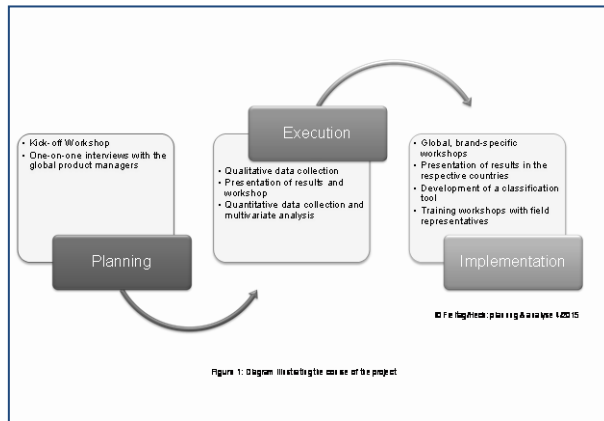 • Kick-off Workshop
• One-on-one interviews with the
global product managers
Planning
Execution
• Qualitative data collection
• Presentation of results and
workshop
• Quantitative data collection and
multivariate analysis
• Global, brand-specific
workshops
• Presentation of results in the
respective countries
• Development of a classification
tool
• Training workshops with field
representatives
Implementation
© planning & analyse 4/2015
Figure 1: Diagram illustrating the course of the project